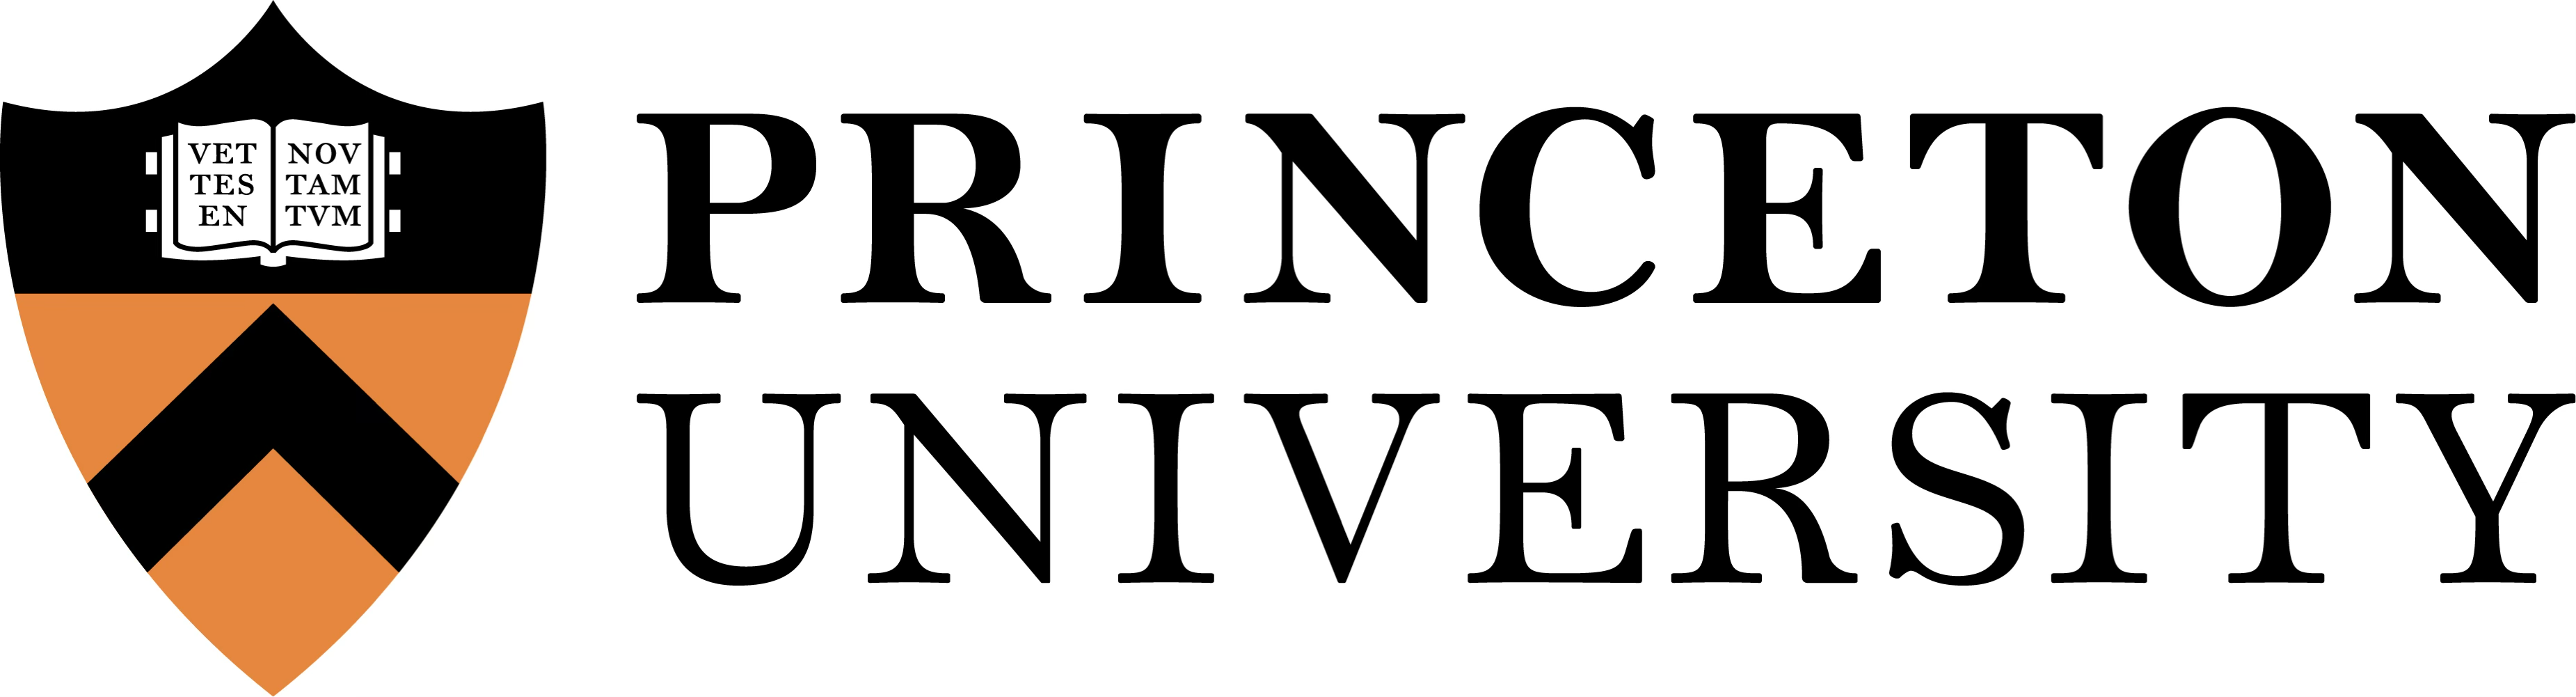 VET NOV
TES TAM
EN TVM
PRINCETON
UNIVERSITY